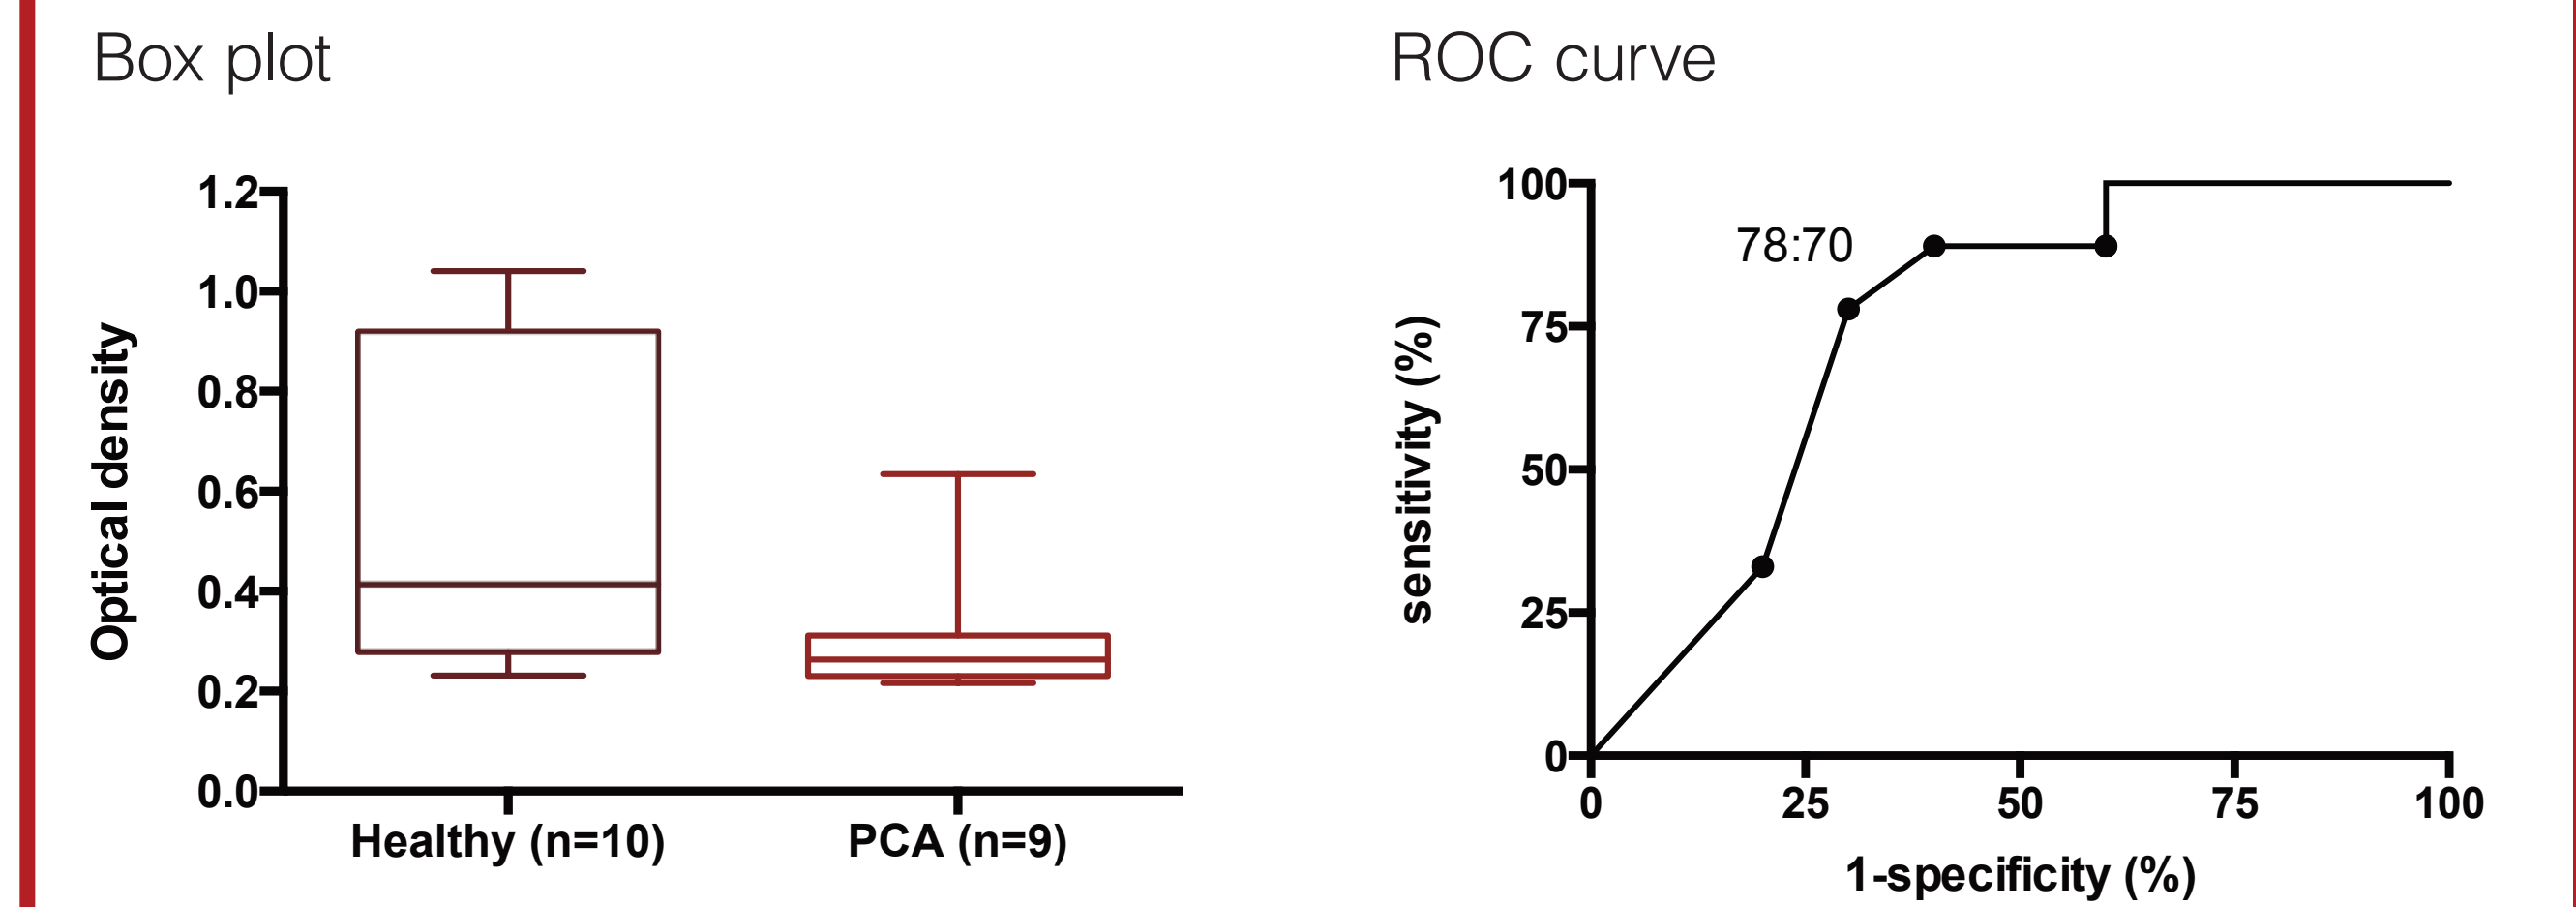 Box plot
1.2
1.0
0.8
0.6
0.4
0.2
0.0
Optical density
Healthy (n=10)
PCA (n=9)
ROC curve
100
75
50
25
0
sensitivity (%)
78:70
0 25 50 75 100
1-specificity (%)